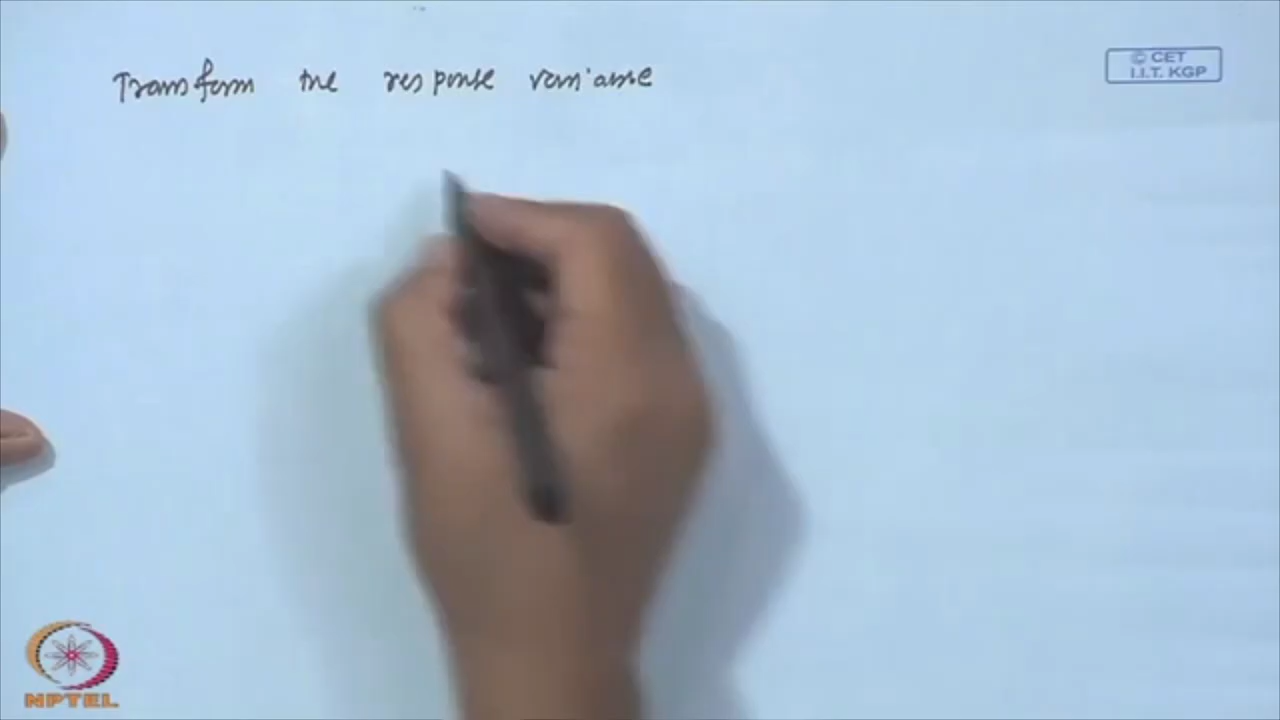 Transform the response variable
© CET
I.I.T. KGP
NPTEL